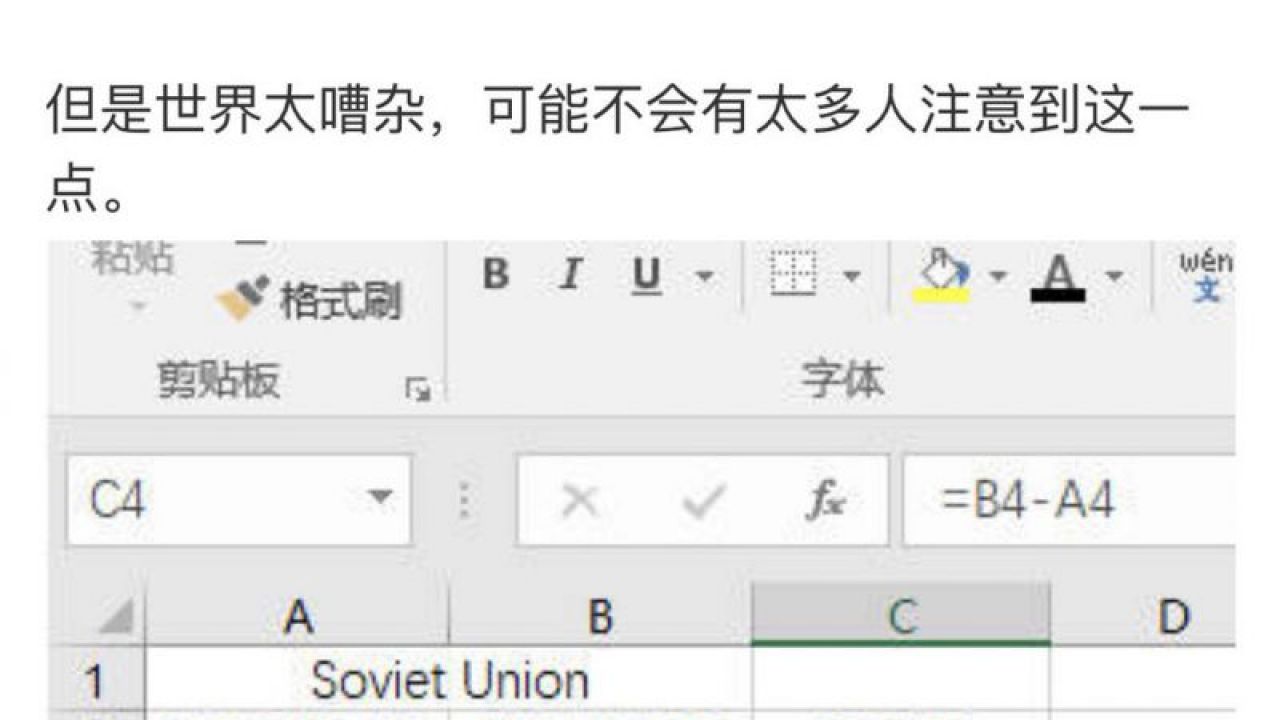 但是世界太嘈杂，可能不会有太多人注意到这一
点。
粘贴
格式刷
B I U A wén
文
剪贴板 字体
C4 fx =B4-A4
A B C D
1 Soviet Union